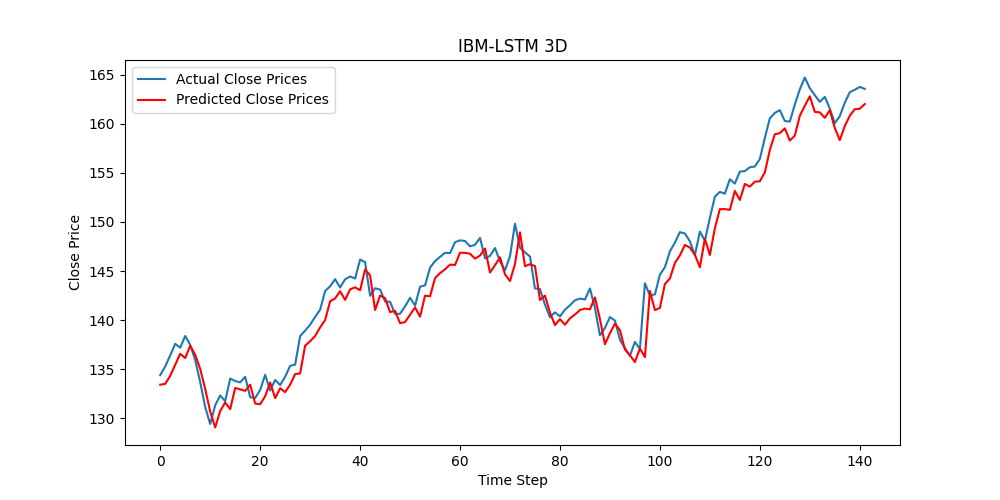 IBM-LSTM 3D
Actual Close Prices
Predicted Close Prices
Close Price
165
160
155
150
145
140
135
130
0 20 40 60 80 100 120 140
Time Step